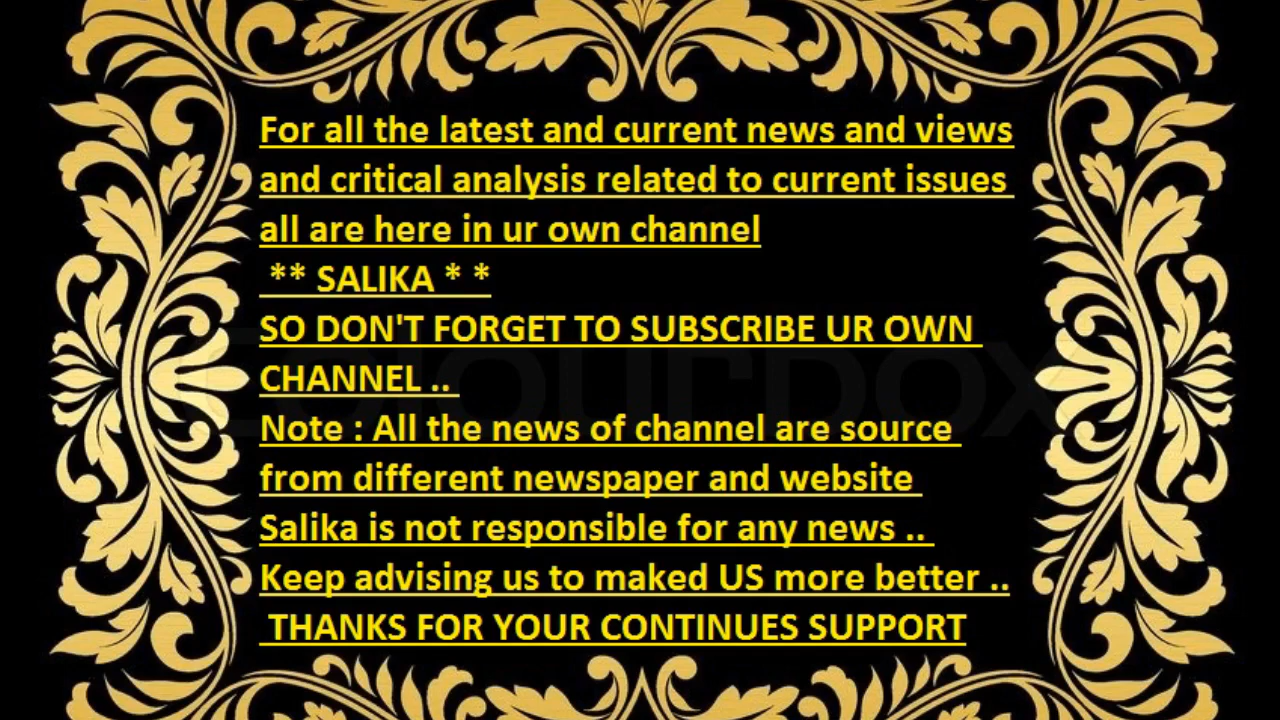 For all the latest and current news and views
and critical analysis related to current issues
all are here in ur own channel
** SALIKA * *
SO DON'T FORGET TO SUBSCRIBE UR OWN
CHANNEL ..
Note : All the news of channel are source
from different newspaper and website
Salika is not responsible for any news ..
Keep advising us to maked US more better ..
THANKS FOR YOUR CONTINUES SUPPORT